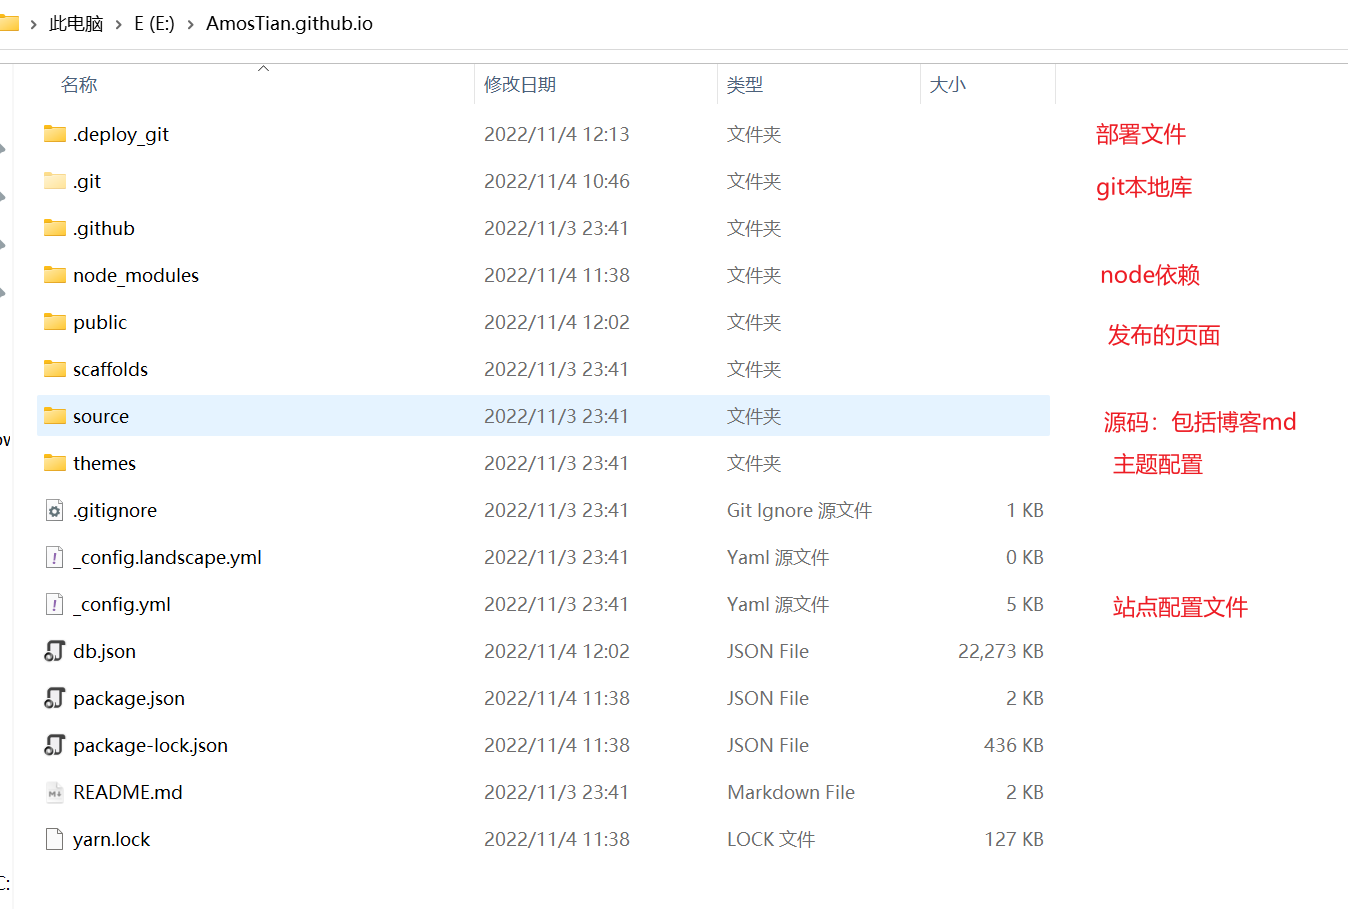 此电脑 › E (E:) › AmosTian.github.io
名称 修改日期 类型 大小
.deploy_git 2022/11/4 12:13 文件夹 部署文件
.git 2022/11/4 10:46 文件夹 git本地库
.github 2022/11/3 23:41 文件夹
node_modules 2022/11/4 11:38 文件夹 node依赖
public 2022/11/4 12:02 文件夹 发布的页面
scaffolds 2022/11/3 23:41 文件夹
source 2022/11/3 23:41 文件夹 源码：包括博客md
themes 2022/11/3 23:41 文件夹 主题配置
.gitignore 2022/11/3 23:41 Git Ignore 源文件 1 KB
_config.landscape.yml 2022/11/3 23:41 Yaml 源文件 0 KB
_config.yml 2022/11/3 23:41 Yaml 源文件 5 KB 站点配置文件
db.json 2022/11/4 12:02 JSON File 22,273 KB
package.json 2022/11/4 11:38 JSON File 2 KB
package-lock.json 2022/11/4 11:38 JSON File 436 KB
README.md 2022/11/3 23:41 Markdown File 2 KB
yarn.lock 2022/11/4 11:38 LOCK 文件 127 KB